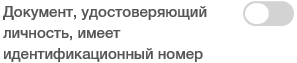 Документ, удостоверяющий
личность, имеет
идентификационный номер